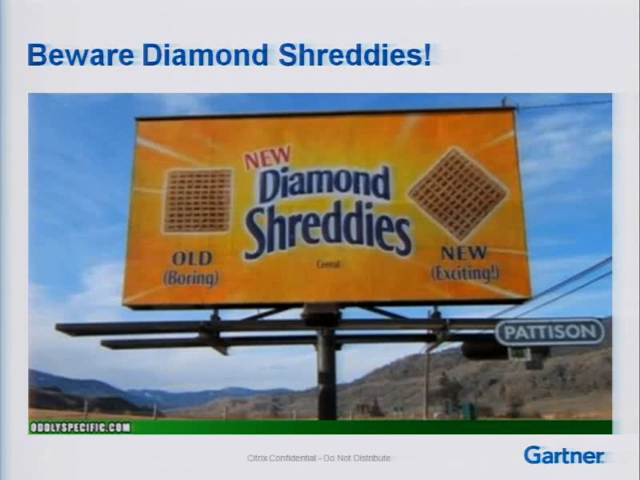 Beware Diamond Shreddies!
NEW
Diamond
Shreddies
Cereal
OLD
(Boring)
NEW
(Exciting!)
PATTISON
ODDLYSPECIFIC.COM
Citrix Confidential - Do Not Distribute
Gartner